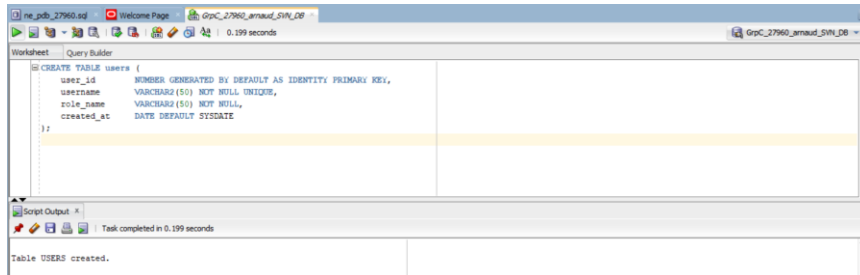 ne_pdb_27960.sql Welcome Page GrpC_27960_arnaud_SVN_DB
0.199 seconds GrpC_27960_arnaud_SVN_DB
Worksheet Query Builder
CREATE TABLE users (
user_id NUMBER GENERATED BY DEFAULT AS IDENTITY PRIMARY KEY,
username VARCHAR2(50) NOT NULL UNIQUE,
role_name VARCHAR2(50) NOT NULL,
created_at DATE DEFAULT SYSDATE
);
Script Output x
Task completed in 0.199 seconds
Table USERS created.